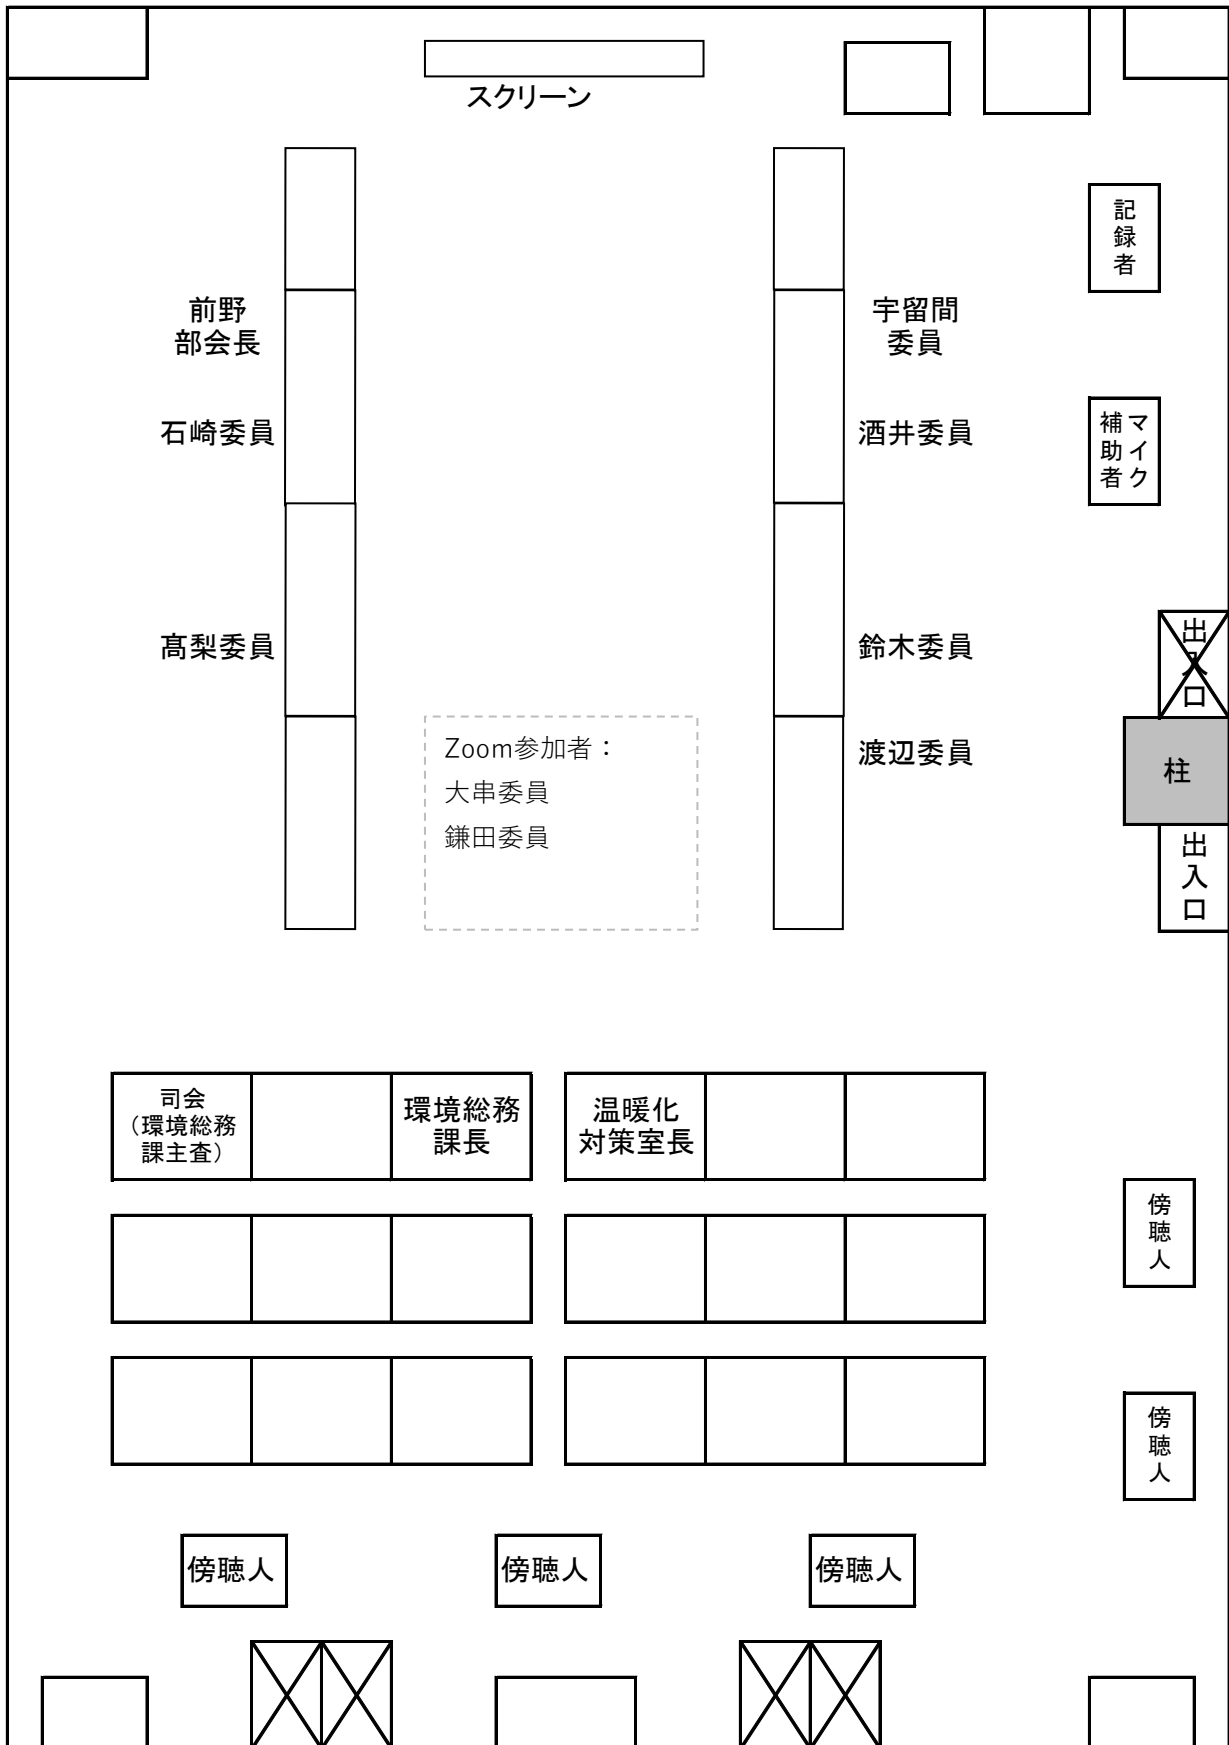 スクリーン
記録者
前野
部会長
宇留間
委員
石崎委員
酒井委員
マイク
補助者
髙梨委員
鈴木委員
出入口
Zoom参加者：
大串委員
鎌田委員
渡辺委員
柱
出入口
司会
（環境総務
課主査）
環境総務
課長
温暖化
対策室長
傍聴人
傍聴人
傍聴人
傍聴人
傍聴人